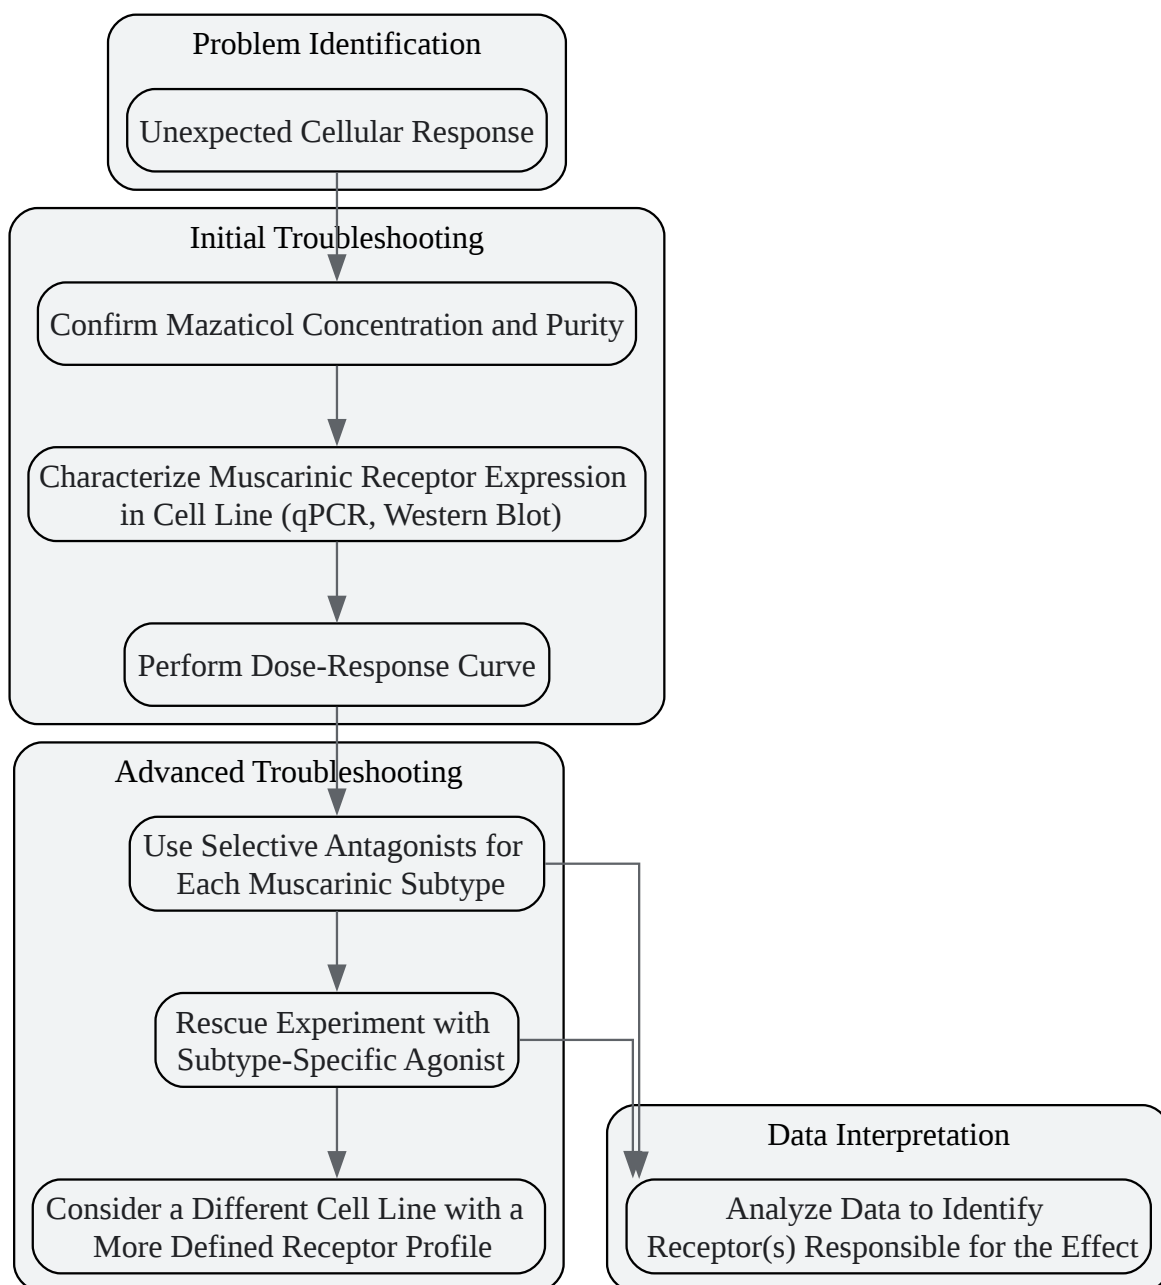 Problem Identification
Unexpected Cellular Response
Initial Troubleshooting
Confirm Mazaticol Concentration and Purity
Characterize Muscarinic Receptor Expression
in Cell Line (qPCR, Western Blot)
Perform Dose-Response Curve
Advanced Troubleshooting
Use Selective Antagonists for
Each Muscarinic Subtype
Rescue Experiment with
Subtype-Specific Agonist
Consider a Different Cell Line with a
More Defined Receptor Profile
Data Interpretation
Analyze Data to Identify
Receptor(s) Responsible for the Effect